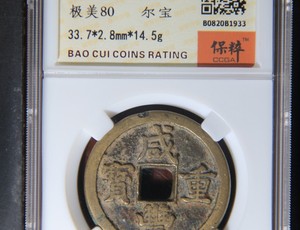 极美80 尔宝
B082081933
33.7*2.8mm*14.5g
保粹
CCGA
BAO CUI COINS RATING
咸
寶 重
豐